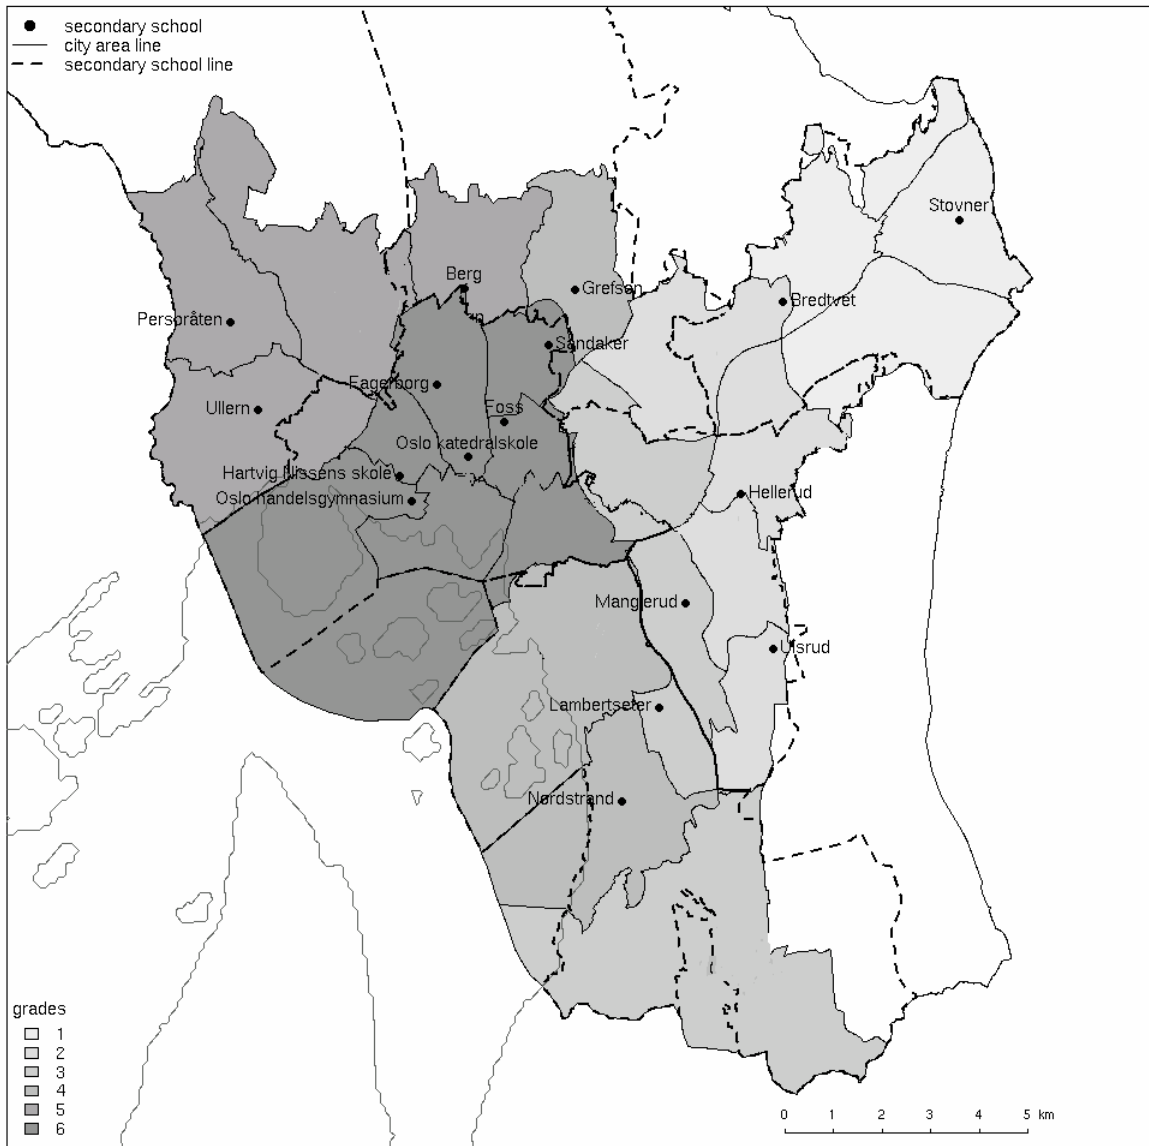 secondary school
city area line
secondary school line
Stovner
Berg
Grefsen
Bredtvet
Persbråten
Sandaker
Fagerborg
Ullern
Foss
Oslo katedralskole
Hartvig Nissens skole
Oslo handelsgymnasium
Hellerud
Manglerud
Ulsrud
Lambertseter
Nordstrand
grades
1
2
3
4
5
6
0 1 2 3 4 5 km